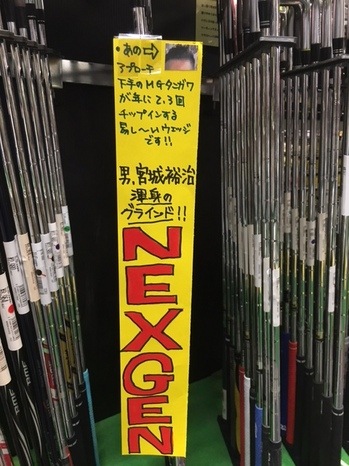 ・あの⇨
アプローチ
下手のMGタニガワ
が年に2,3回
チップインする
易し〜いウェッジ
です!!
男、宮城裕治
渾身の
グラインド!!
NEXGEN